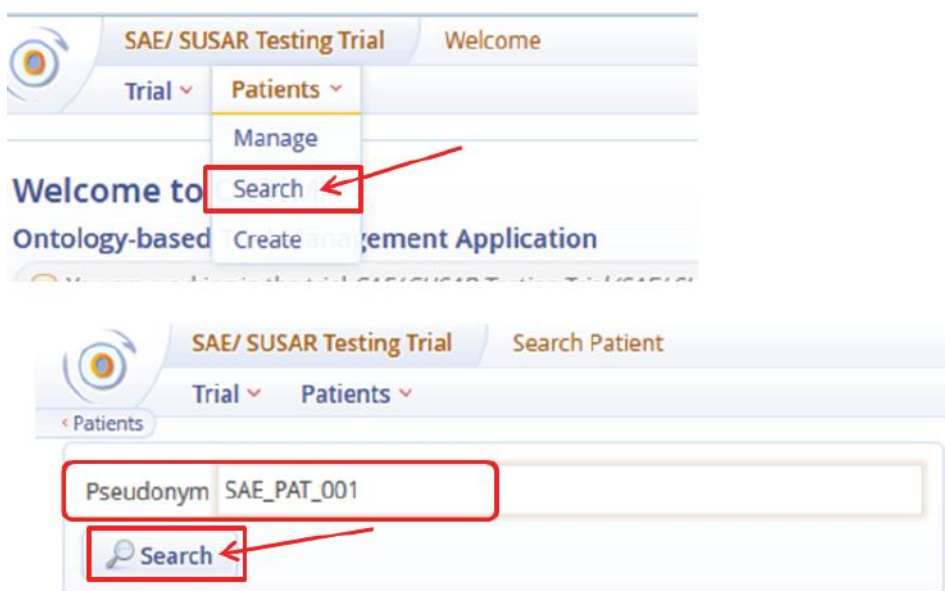 SAE/ SUSAR Testing Trial Welcome
Trial Patients
Manage
Welcome to Search
Ontology-based Create gement Application
SAE/ SUSAR Testing Trial Search Patient
Trial Patients
Patients
Pseudonym SAE_PAT_001
Search